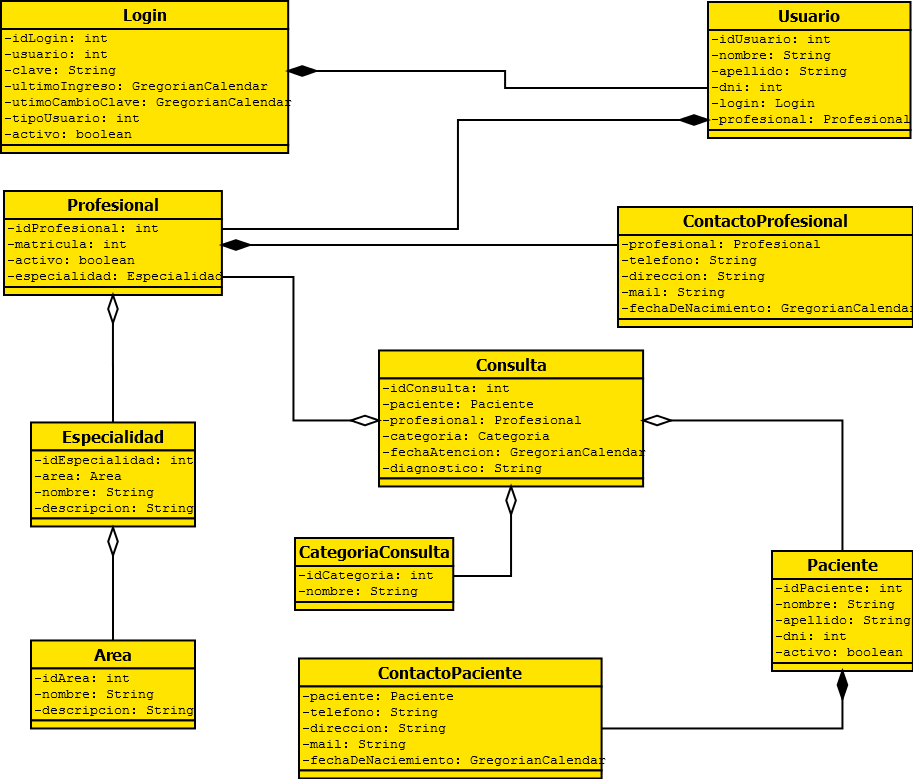 Login
-idLogin: int
-usuario: int
-clave: String
-ultimoIngreso: GregorianCalendar
-utimoCambioClave: GregorianCalendar
-tipoUsuario: int
-activo: boolean
Usuario
-idUsuario: int
-nombre: String
-apellido: String
-dni: int
-login: Login
-profesional: Profesional
Profesional
-idProfesional: int
-matricula: int
-activo: boolean
-especialidad: Especialidad
ContactoProfesional
-profesional: Profesional
-telefono: String
-direccion: String
-mail: String
-fechaDeNacimiento: GregorianCalendar
Consulta
-idConsulta: int
-paciente: Paciente
-profesional: Profesional
-categoria: Categoria
-fechaAtencion: GregorianCalendar
-diagnostico: String
Especialidad
-idEspecialidad: int
-area: Area
-nombre: String
-descripcion: String
CategoriaConsulta
-idCategoria: int
-nombre: String
Paciente
-idPaciente: int
-nombre: String
-apellido: String
-dni: int
-activo: boolean
Area
-idArea: int
-nombre: String
-descripcion: String
ContactoPaciente
-paciente: Paciente
-telefono: String
-direccion: String
-mail: String
-fechaDeNaciemiento: GregorianCalendar